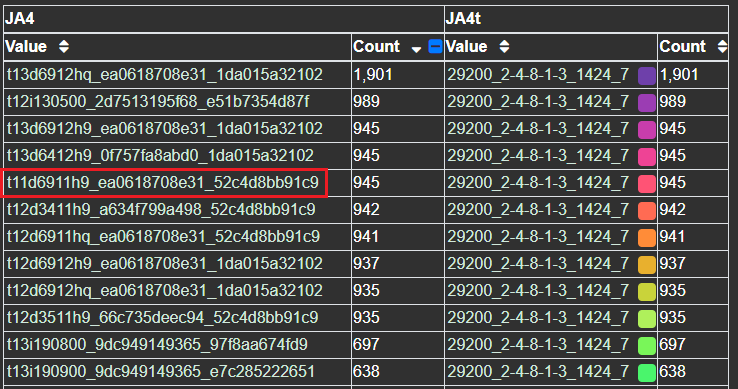 JA4 JA4t
Value Count Value Count
t13d6912hq_ea0618708e31_1da015a32102 1,901 29200_2-4-8-1-3_1424_7 1,901
t12i130500_2d7513195f68_e51b7354d87f 989 29200_2-4-8-1-3_1424_7 989
t13d6912h9_ea0618708e31_1da015a32102 945 29200_2-4-8-1-3_1424_7 945
t13d6412h9_0f757fa8abd0_1da015a32102 945 29200_2-4-8-1-3_1424_7 945
t11d6911h9_ea0618708e31_52c4d8bb91c9 945 29200_2-4-8-1-3_1424_7 945
t12d3411h9_a634f799a498_52c4d8bb91c9 942 29200_2-4-8-1-3_1424_7 942
t12d6911hq_ea0618708e31_52c4d8bb91c9 941 29200_2-4-8-1-3_1424_7 941
t12d6912h9_ea0618708e31_1da015a32102 937 29200_2-4-8-1-3_1424_7 937
t12d6912hq_ea0618708e31_1da015a32102 935 29200_2-4-8-1-3_1424_7 935
t12d3511h9_66c735deec94_52c4d8bb91c9 935 29200_2-4-8-1-3_1424_7 935
t13i190800_9dc949149365_97f8aa674fd9 697 29200_2-4-8-1-3_1424_7 697
t13i190900_9dc949149365_e7c285222651 638 29200_2-4-8-1-3_1424_7 638